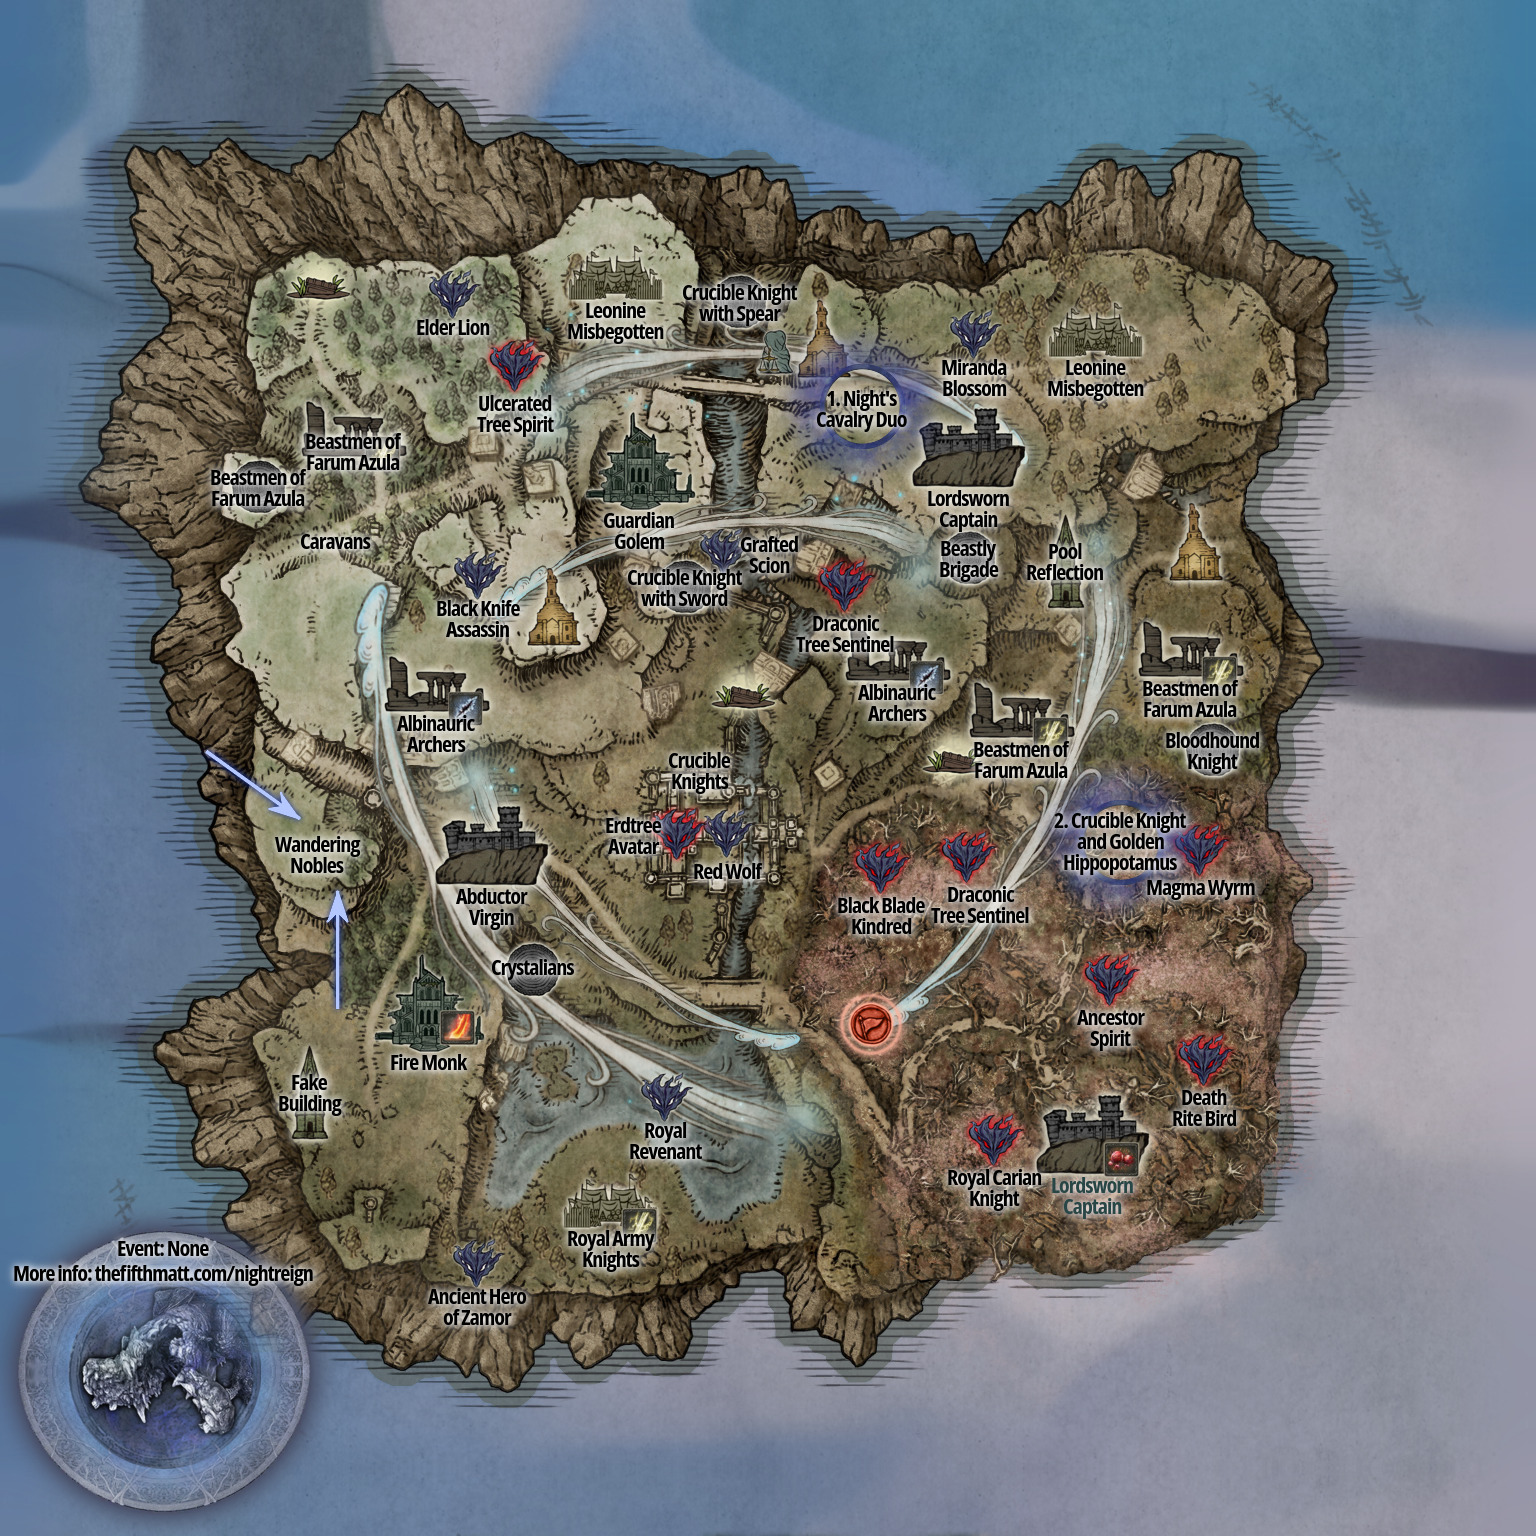 Crucible Knight
with Spear
Leonine
Misbegotten
Elder Lion
Miranda
Blossom
Leonine
Misbegotten
Ulcerated
Tree Spirit
1. Night's
Cavalry Duo
Beastmen of
Farum Azula
Beastmen of
Farum Azula
Lordsworn
Captain
Guardian
Golem
Caravans
Grafted
Scion
Beastly
Brigade
Pool
Reflection
Crucible Knight
with Sword
Black Knife
Assassin
Draconic
Tree Sentinel
Albinauric
Archers
Beastmen of
Farum Azula
Albinauric
Archers
Bloodhound
Knight
Beastmen of
Farum Azula
Crucible
Knights
2. Crucible Knight
and Golden
Hippopotamus
Wandering
Nobles
Erdtree
Avatar
Red Wolf
Magma Wyrm
Abductor
Virgin
Black Blade
Kindred
Draconic
Tree Sentinel
Crystalians
Ancestor
Spirit
Fire Monk
Fake
Building
Death
Rite Bird
Royal
Revenant
Royal Carian
Knight
Lordsworn
Captain
Royal Army
Knights
Event: None
More info: thefifthmatt.com/nightreign
Ancient Hero
of Zamor